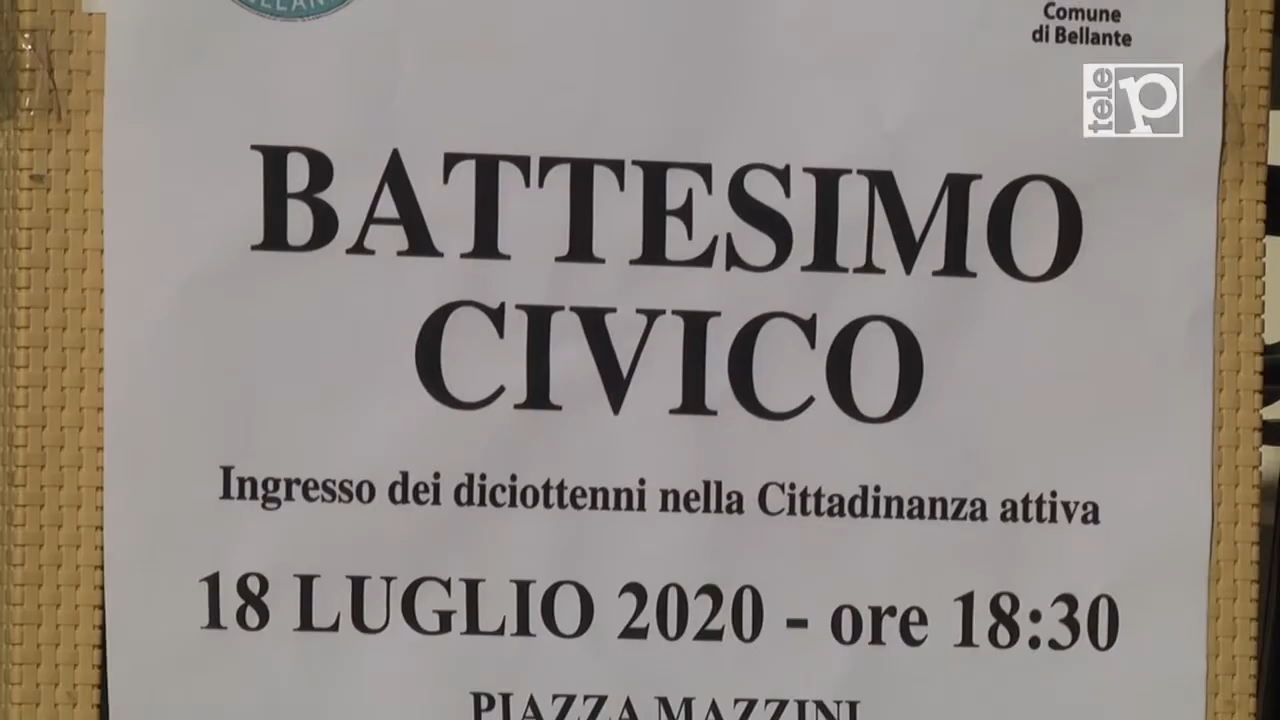 Comune
di Bellante
tele p
BATTESIMO
CIVICO
Ingresso dei diciottenni nella Cittadinanza attiva
18 LUGLIO 2020 - ore 18:30
PIAZZA MAZZINI